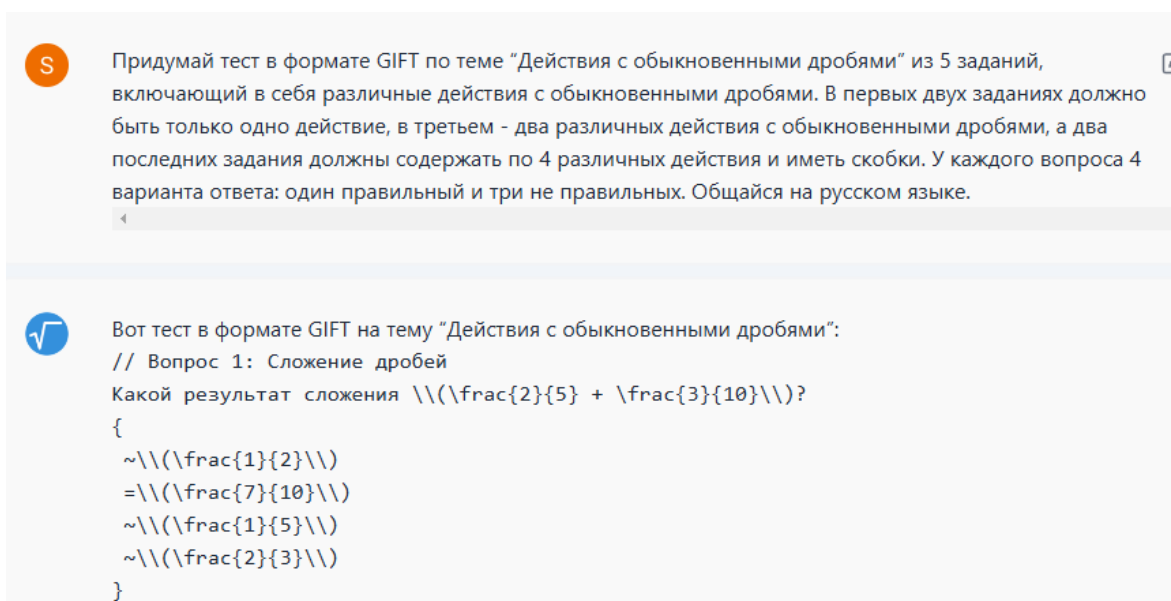 S
Придумай тест в формате GIFT по теме “Действия с обыкновенными дробями” из 5 заданий,
включающий в себя различные действия с обыкновенными дробями. В первых двух заданиях должно
быть только одно действие, в третьем - два различных действия с обыкновенными дробями, а два
последних задания должны содержать по 4 различных действия и иметь скобки. У каждого вопроса 4
варианта ответа: один правильный и три не правильных. Общайся на русском языке.
Вот тест в формате GIFT на тему “Действия с обыкновенными дробями”:
// Вопрос 1: Сложение дробей
Какой результат сложения \\(\frac{2}{5} + \frac{3}{10}\\)?
{
~\\(\frac{1}{2}\\)
=\\(\frac{7}{10}\\)
~\\(\frac{1}{5}\\)
~\\(\frac{2}{3}\\)
}